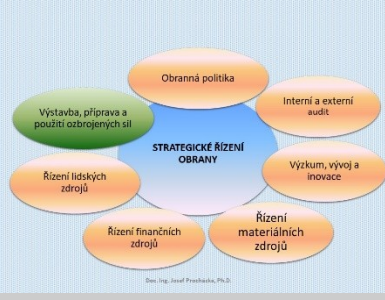 Obranná politika
Výstavba, příprava a
použití ozbrojených sil
Interní a externí
audit
STRATEGICKÉ ŘÍZENÍ
OBRANY
Řízení lidských
zdrojů
Výzkum, vývoj a
inovace
Řízení finančních
zdrojů
Řízení
materiálních
zdrojů
Doc. Ing. Josef Procházka, Ph.D.